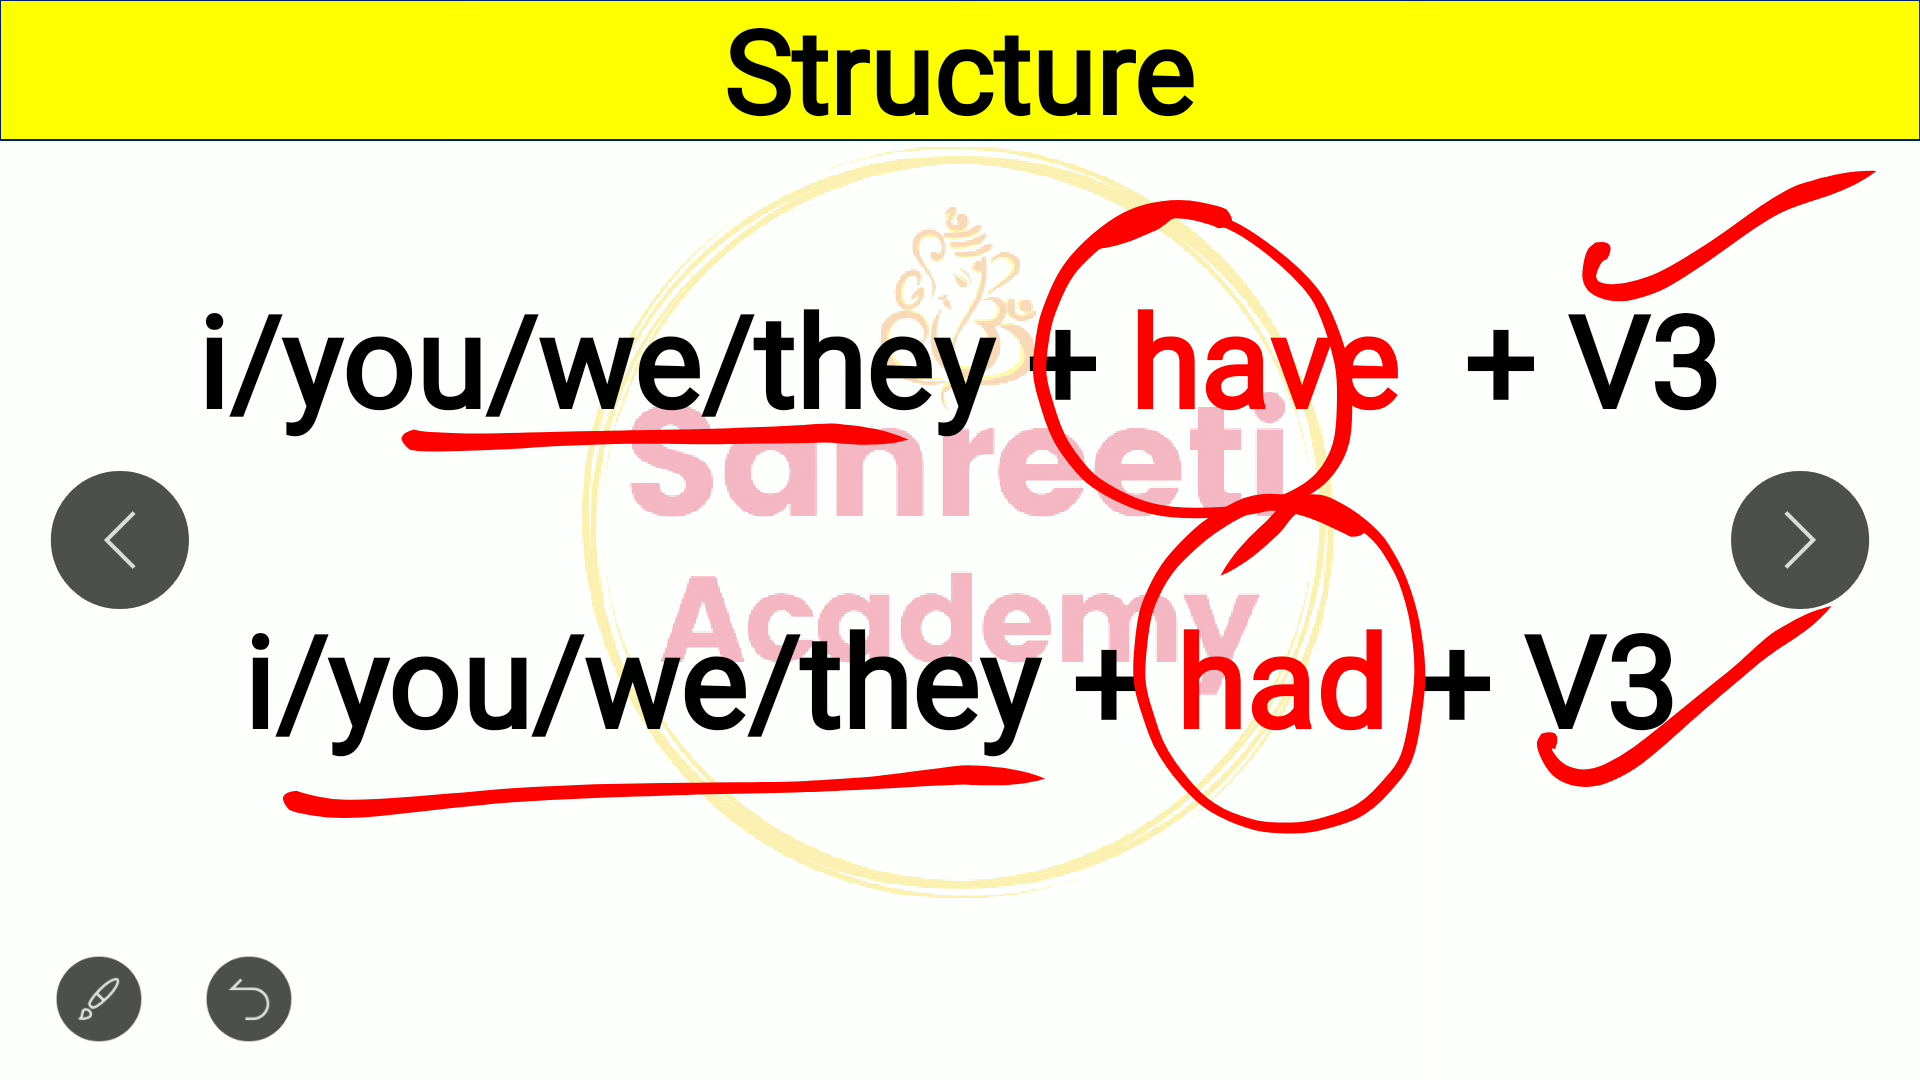 Structure
i/you/we/they + have + V3
Sanreeti
Academy
i/you/we/they + had + V3